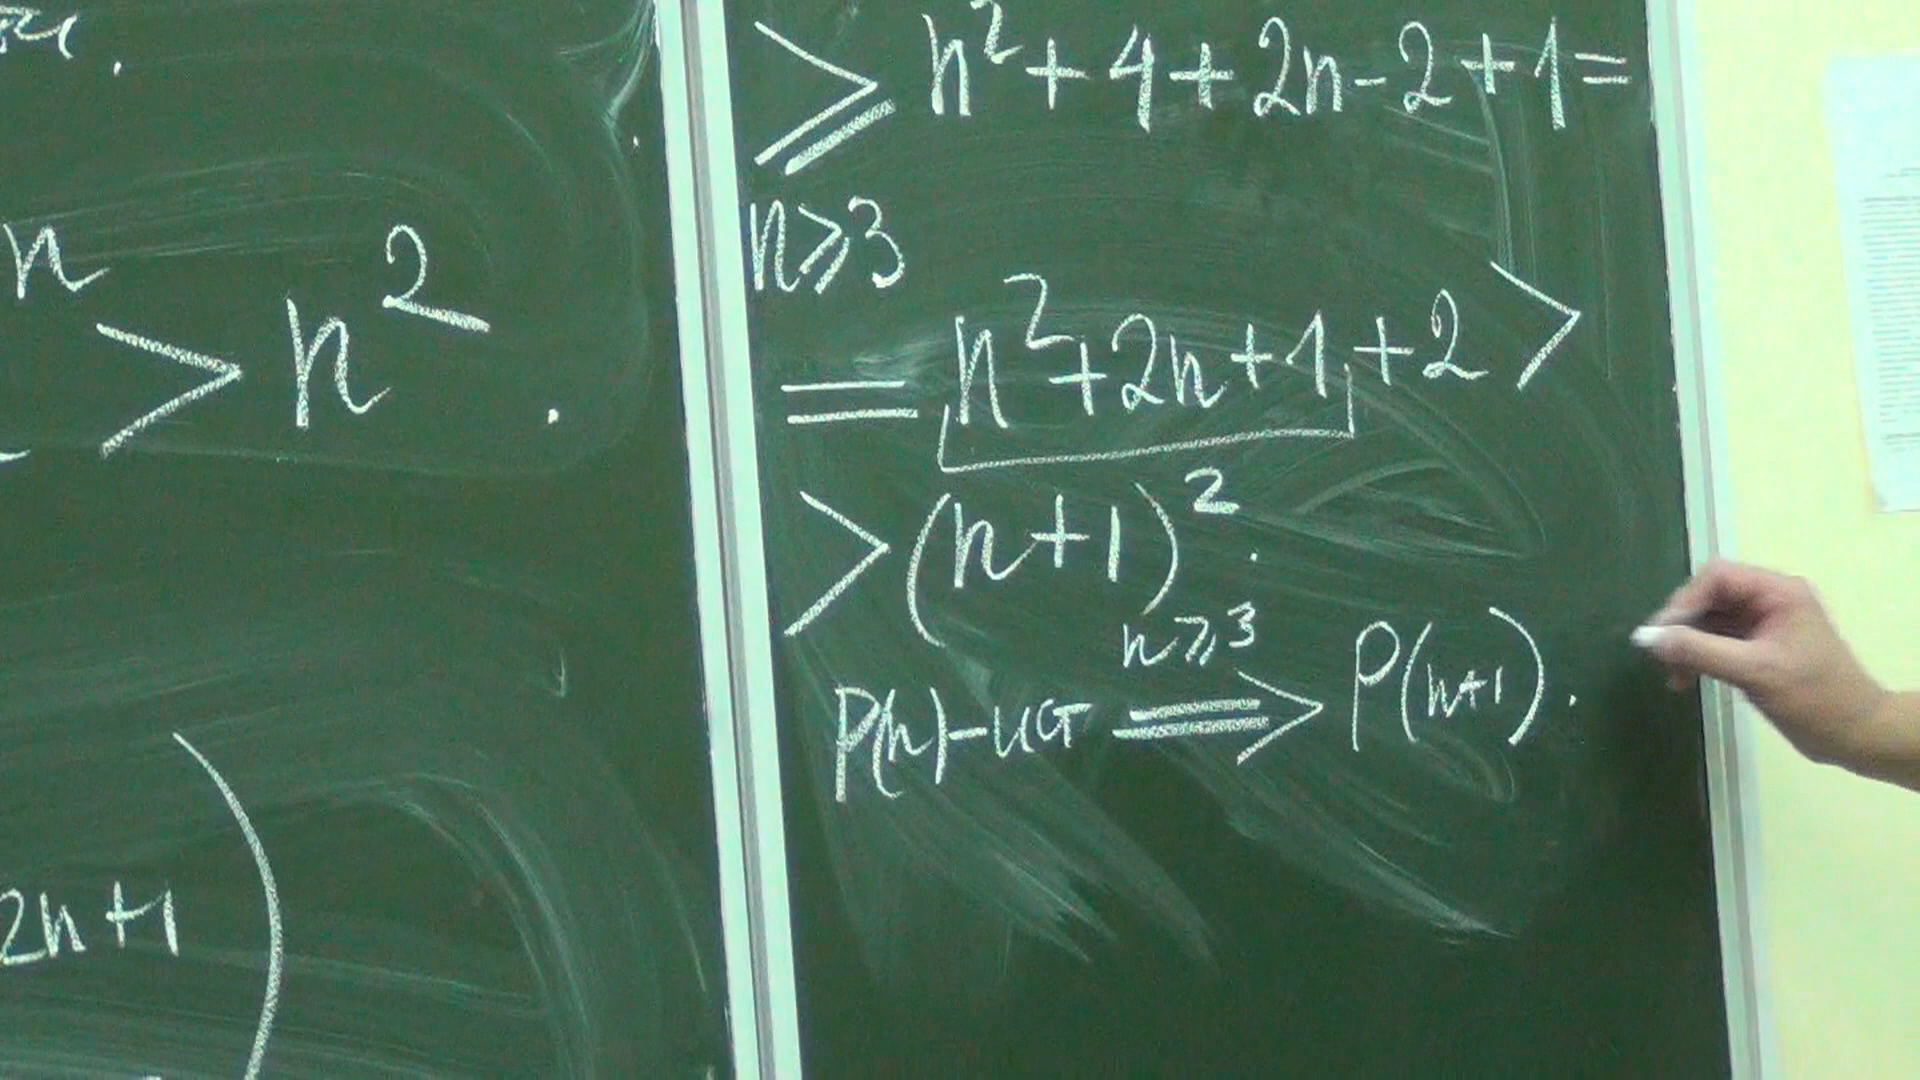 n > n².
2n+1)
⩾ n²+4+2n-2+1=
n⩾3
= n²+2n+1+2 >
> (n+1)².
n⩾3
P(n)-ист ⟹ P(n+1).